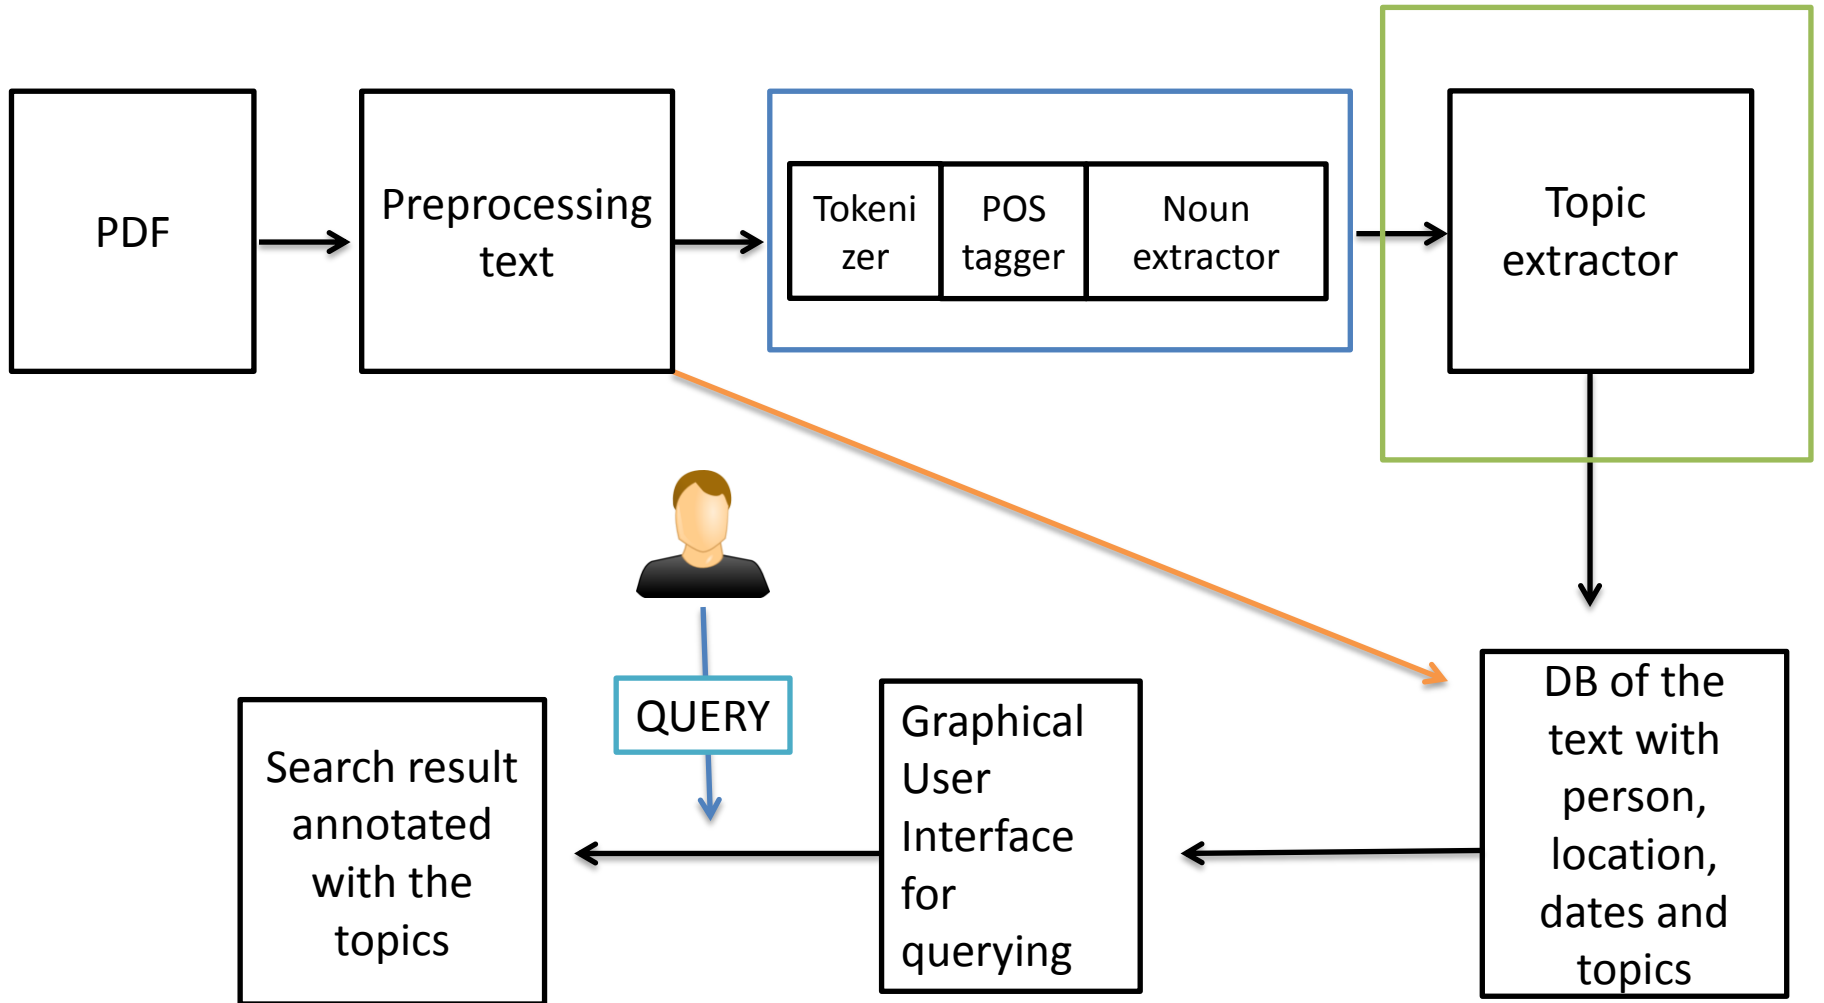 PDF
Preprocessing
text
Tokeni
zer
POS
tagger
Noun
extractor
Topic
extractor
QUERY
Search result
annotated
with the
topics
Graphical
User
Interface
for
querying
DB of the
text with
person,
location,
dates and
topics